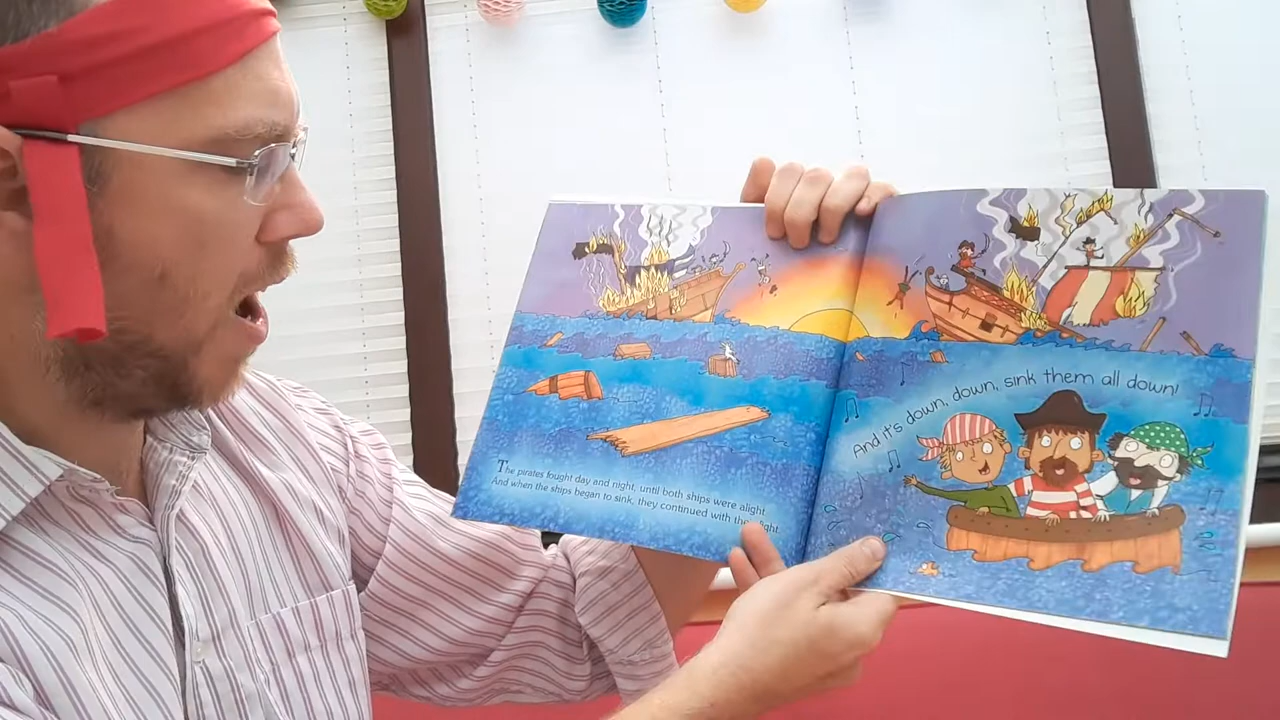 The pirates fought day and night, until both ships were alight.
And when the ships began to sink, they continued with the
And it's down, down, down, sink them all down!